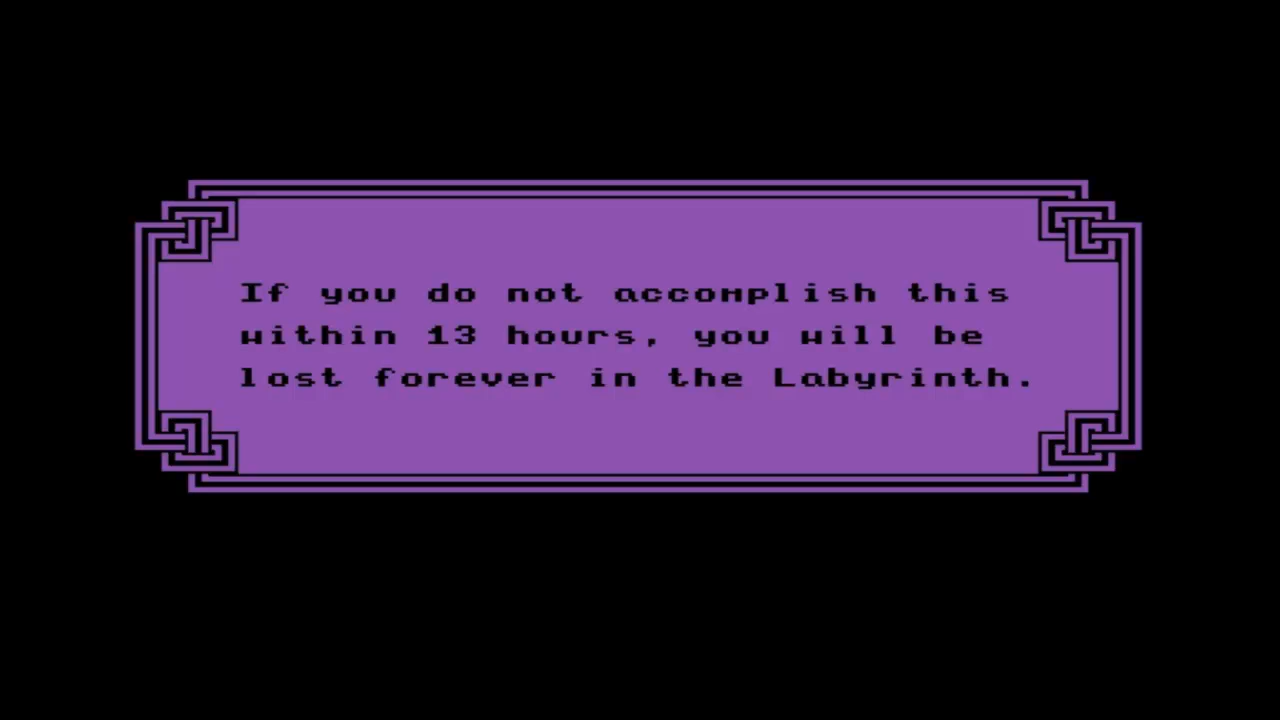 If you do not accomplish this
within 13 hours, you will be
lost forever in the Labyrinth.